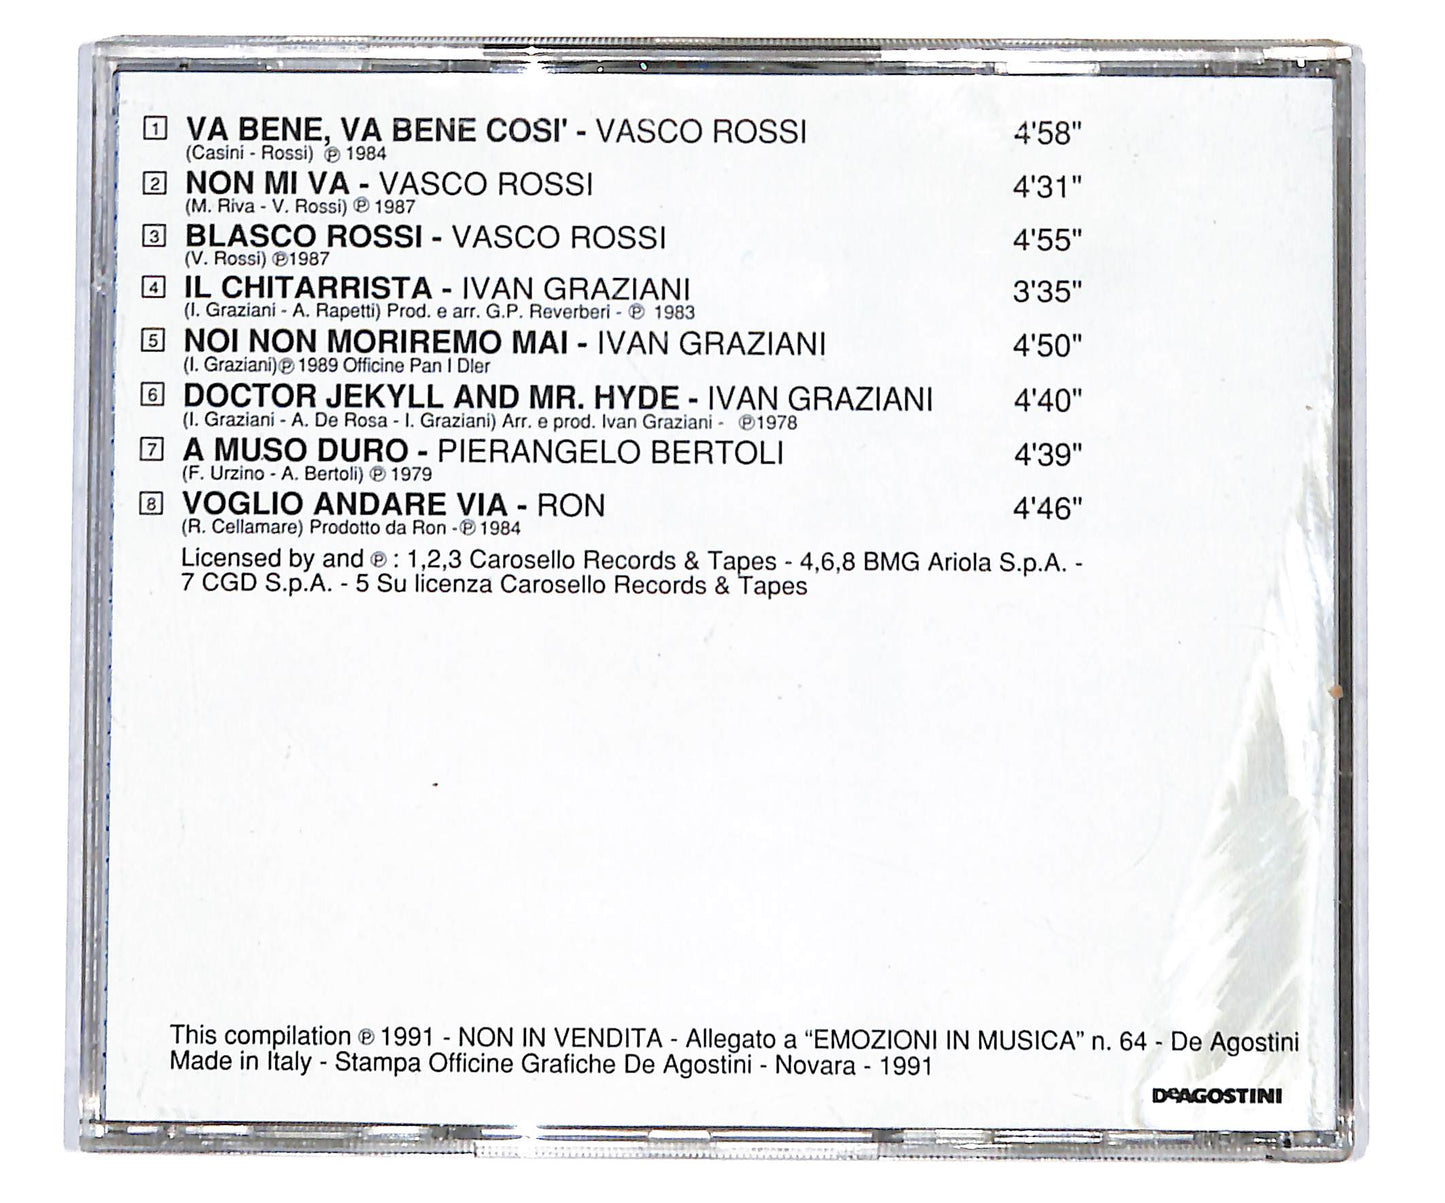 1 VA BENE, VA BENE COSI' - VASCO ROSSI 4'58"
(Casini - Rossi) ℗ 1984
2 NON MI VA - VASCO ROSSI 4'31"
(M. Riva - V. Rossi) ℗ 1987
3 BLASCO ROSSI - VASCO ROSSI 4'55"
(V. Rossi) ℗1987
4 IL CHITARRISTA - IVAN GRAZIANI 3'35"
(I. Graziani - A. Rapetti) Prod. e arr. G.P. Reverberi - ℗ 1983
5 NOI NON MORIREMO MAI - IVAN GRAZIANI 4'50"
(I. Graziani)℗ 1989 Officine Pan I Dler
6 DOCTOR JEKYLL AND MR. HYDE - IVAN GRAZIANI 4'40"
(I. Graziani - A. De Rosa - I. Graziani) Arr. e prod. Ivan Graziani - ℗1978
7 A MUSO DURO - PIERANGELO BERTOLI 4'39"
(F. Urzino - A. Bertoli) ℗ 1979
8 VOGLIO ANDARE VIA - RON 4'46"
(R. Cellamare) Prodotto da Ron -℗ 1984
Licensed by and ℗ : 1,2,3 Carosello Records & Tapes - 4,6,8 BMG Ariola S.p.A. -
7 CGD S.p.A. - 5 Su licenza Carosello Records & Tapes
This compilation ℗ 1991 - NON IN VENDITA - Allegato a “EMOZIONI IN MUSICA” n. 64 - De Agostini
Made in Italy - Stampa Officine Grafiche De Agostini - Novara - 1991
DeAGOSTINI